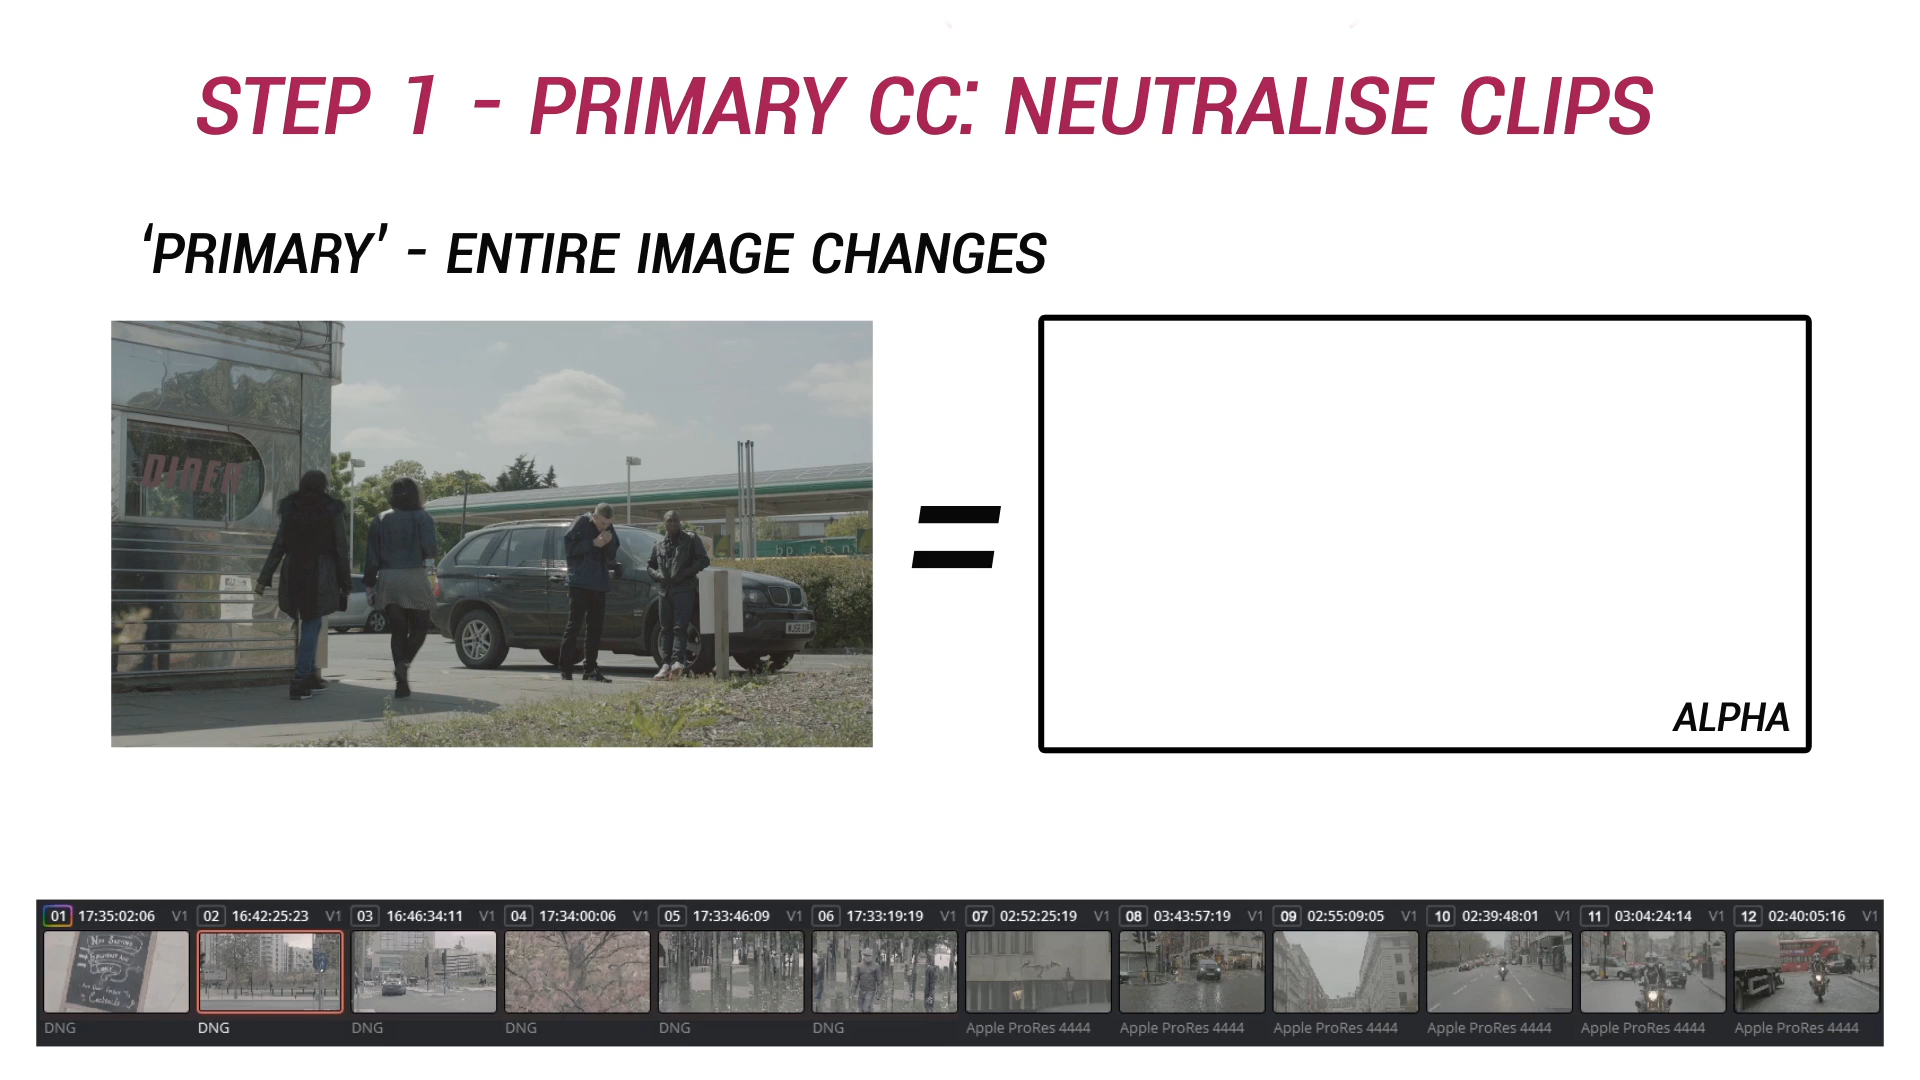 STEP 1 - PRIMARY CC: NEUTRALISE CLIPS
‘PRIMARY’ - ENTIRE IMAGE CHANGES
DINER
ALPHA
01 17:35:02:06 V1
02 16:42:25:23 V1
03 16:46:34:11 V1
04 17:34:00:06 V1
05 17:33:46:09 V1
06 17:33:19:19 V1
07 02:52:25:19 V1
08 03:43:57:19 V1
09 02:55:09:05 V1
10 02:39:48:01 V1
11 03:04:24:14 V1
12 02:40:05:16 V1
DNG
DNG
DNG
DNG
DNG
DNG
Apple ProRes 4444
Apple ProRes 4444
Apple ProRes 4444
Apple ProRes 4444
Apple ProRes 4444
Apple ProRes 4444